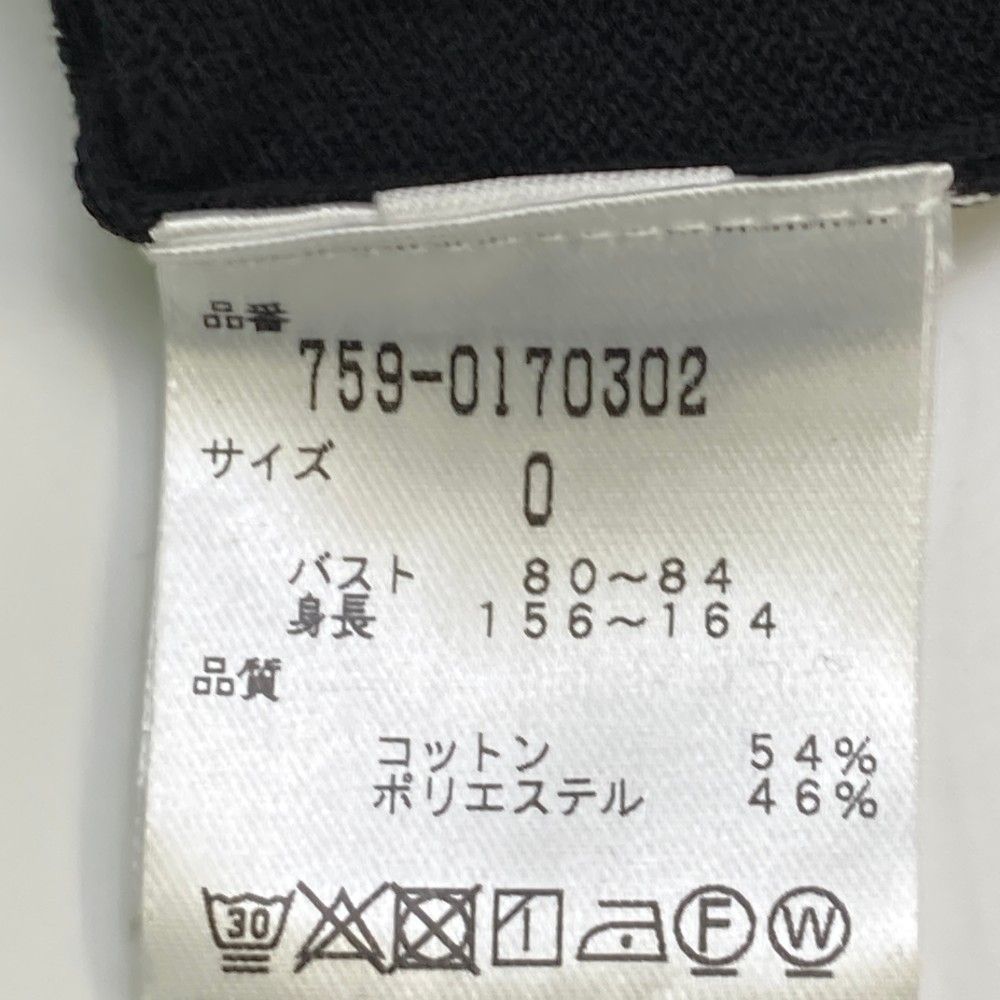 品番
759-0170302
サイズ 0
バスト 80〜84
身長 156〜164
品質
コットン 54%
ポリエステル 46%
30 F W